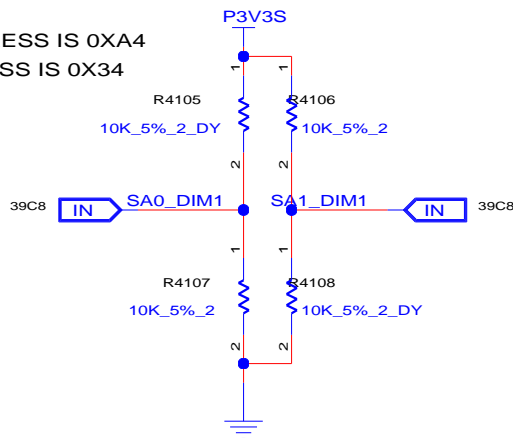 P3V3S
ESS IS 0XA4
SS IS 0X34
1
1
R4105
R4106
10K_5%_2_DY
10K_5%_2
2
2
39C8
IN
SA0_DIM1
SA1_DIM1
IN
39C8
1
1
R4107
R4108
10K_5%_2
10K_5%_2_DY
2
2